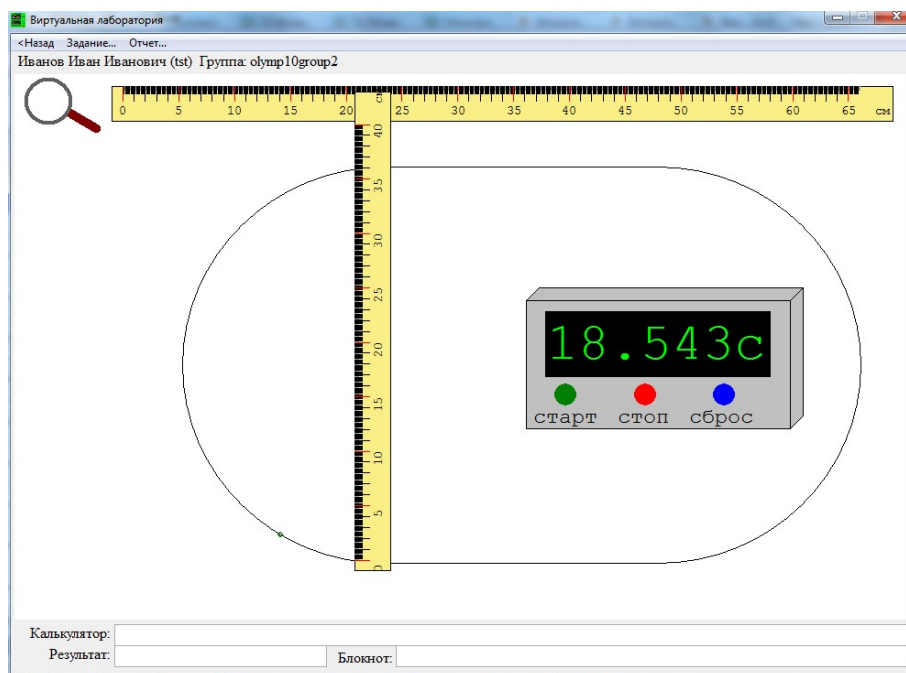 Виртуальная лаборатория
<Назад Задание... Отчет...
Иванов Иван Иванович (tst) Группа: olymp10group2
0 5 10 15 20 25 30 35 40 45 50 55 60 65 см
см
40
35
30
25
20
15
10
5
0
18.543с
старт стоп сброс
Калькулятор:
Результат: Блокнот: